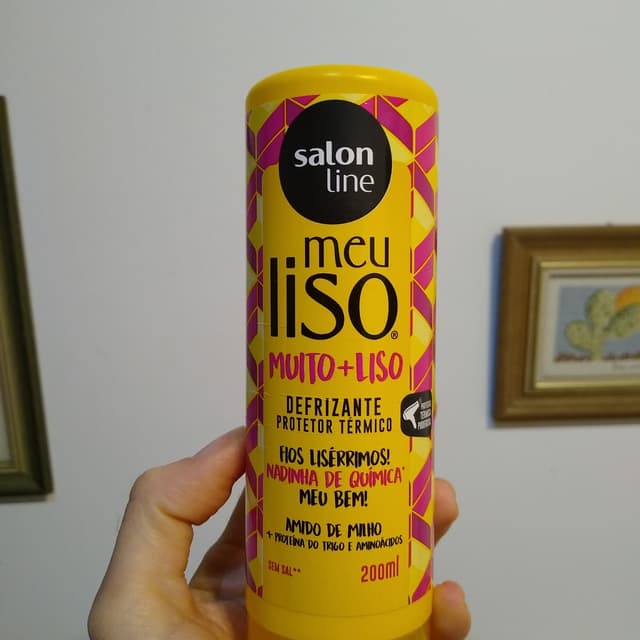 salon
line
meu
liso®
MUITO+LISO
DEFRIZANTE
PROTETOR TÉRMICO
FIOS LISÉRRIMOS!
NADINHA DE QUÍMICA*
MEU BEM!
AMIDO DE MILHO
+ PROTEÍNA DO TRIGO E AMINOÁCIDOS
SEM SAL**
200ml